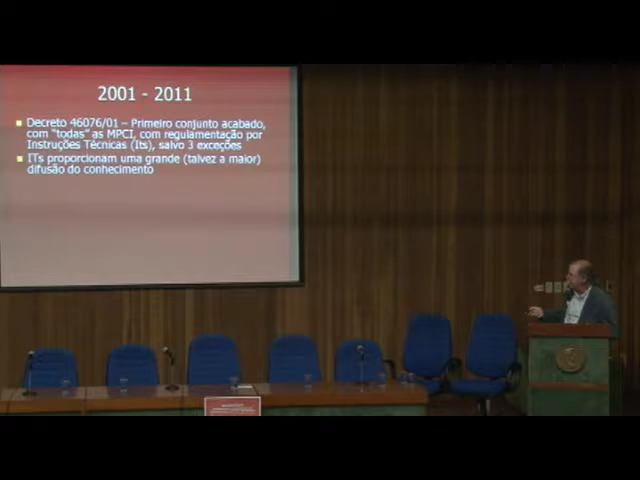 2001 - 2011
Decreto 46076/01 – Primeiro conjunto acabado,
com "todas" as MPCI, com regulamentação por
Instruções Técnicas (Its), salvo 3 exceções
ITs proporcionam uma grande (talvez a maior)
difusão do conhecimento